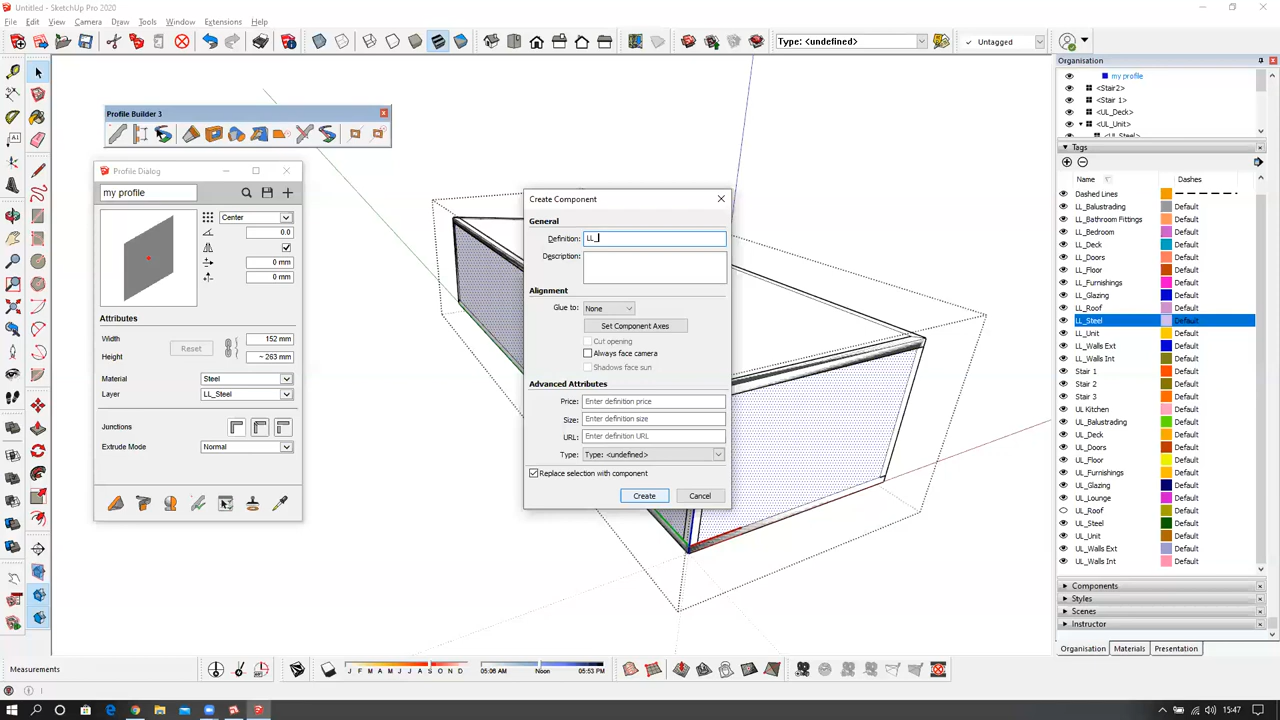 Untitled - SketchUp Pro 2020
File Edit View Camera Draw Tools Window Extensions Help
Type: <undefined>
Untagged
Profile Builder 3
Profile Dialog
my profile
Center
0.0
0 mm
0 mm
Attributes
Width 152 mm
Reset
Height ~ 263 mm
Material Steel
Layer LL_Steel
Junctions
Extrude Mode Normal
Create Component
General
Definition: LL_
Description:
Alignment
Glue to: None
Set Component Axes
Cut opening
Always face camera
Shadows face sun
Advanced Attributes
Price: Enter definition price
Size: Enter definition size
URL: Enter definition URL
Type: Type: <undefined>
Replace selection with component
Create Cancel
Organisation
my profile
<Stair2>
<Stair 1>
<UL_Deck>
<UL_Unit>
<UL_Steel>
Tags
Name Dashes
Dashed Lines
LL_Balustrading Default
LL_Bathroom Fittings Default
LL_Bedroom Default
LL_Deck Default
LL_Doors Default
LL_Floor Default
LL_Furnishings Default
LL_Glazing Default
LL_Roof Default
LL_Steel Default
LL_Unit Default
LL_Walls Ext Default
LL_Walls Int Default
Stair 1 Default
Stair 2 Default
Stair 3 Default
UL Kitchen Default
UL_Balustrading Default
UL_Deck Default
UL_Doors Default
UL_Floor Default
UL_Furnishings Default
UL_Glazing Default
UL_Lounge Default
UL_Roof Default
UL_Steel Default
UL_Unit Default
UL_Walls Ext Default
UL_Walls Int Default
Components
Styles
Scenes
Instructor
Organisation Materials Presentation
Measurements
J F M A M J J A S O N D
05:06 AM Noon 05:53 PM
15:47